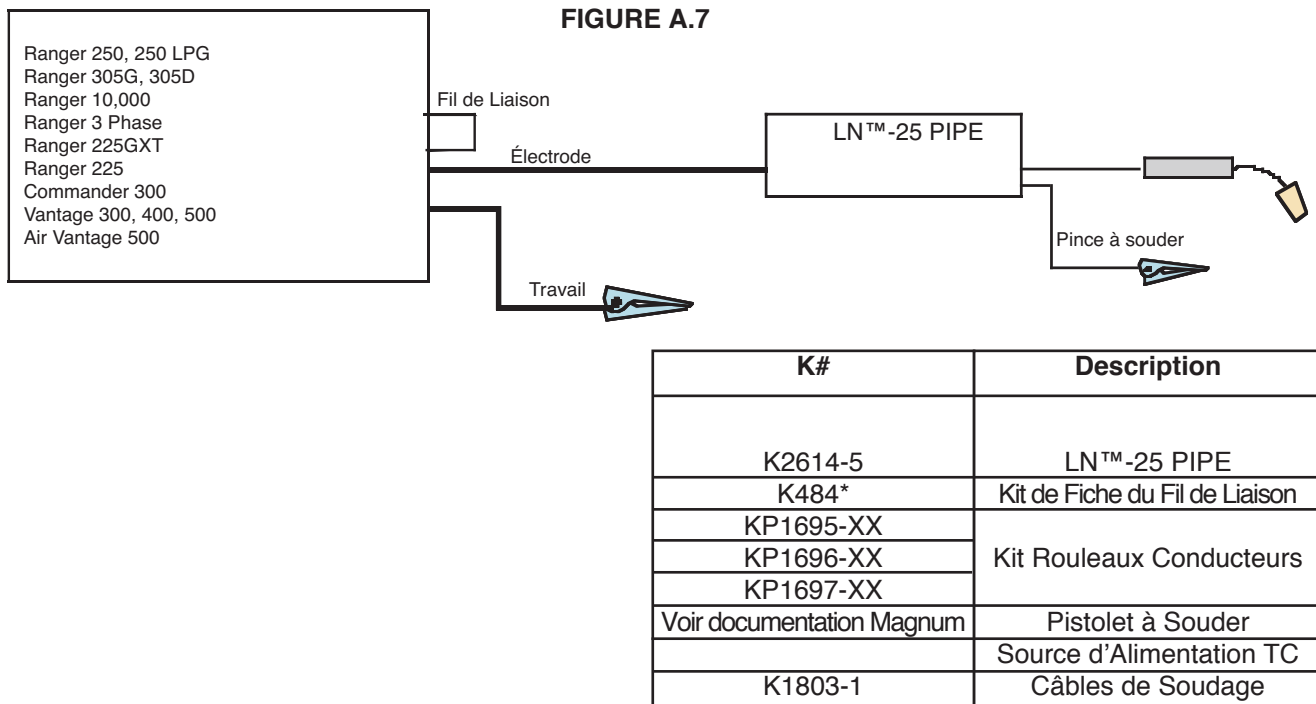 FIGURE A.7
Ranger 250, 250 LPG
Ranger 305G, 305D
Ranger 10,000
Ranger 3 Phase
Ranger 225GXT
Ranger 225
Commander 300
Vantage 300, 400, 500
Air Vantage 500
Fil de Liaison
Électrode
Travail
LN™-25 PIPE
Pince à souder
K# Description
K2614-5 LN™-25 PIPE
K484* Kit de Fiche du Fil de Liaison
KP1695-XX
KP1696-XX Kit Rouleaux Conducteurs
KP1697-XX
Voir documentation Magnum Pistolet à Souder
Source d'Alimentation TC
K1803-1 Câbles de Soudage